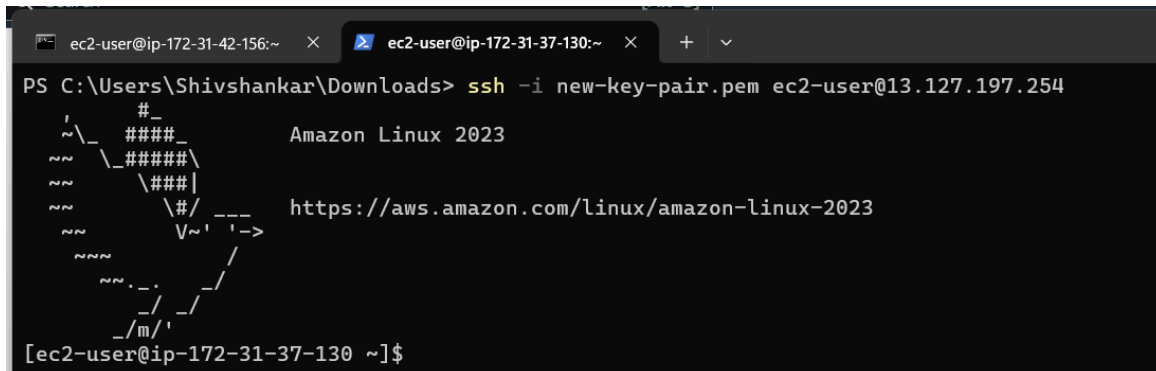 ec2-user@ip-172-31-42-156:~ ec2-user@ip-172-31-37-130:~
PS C:\Users\Shivshankar\Downloads> ssh -i new-key-pair.pem ec2-user@13.127.197.254
   ,     #_
   ~\_  ####_        Amazon Linux 2023
  ~~  \_#####\
  ~~     \###|
  ~~       \#/ ___   https://aws.amazon.com/linux/amazon-linux-2023
   ~~       V~' '->
    ~~~         /
      ~~._.   _/
         _/ _/
       _/m/'
[ec2-user@ip-172-31-37-130 ~]$